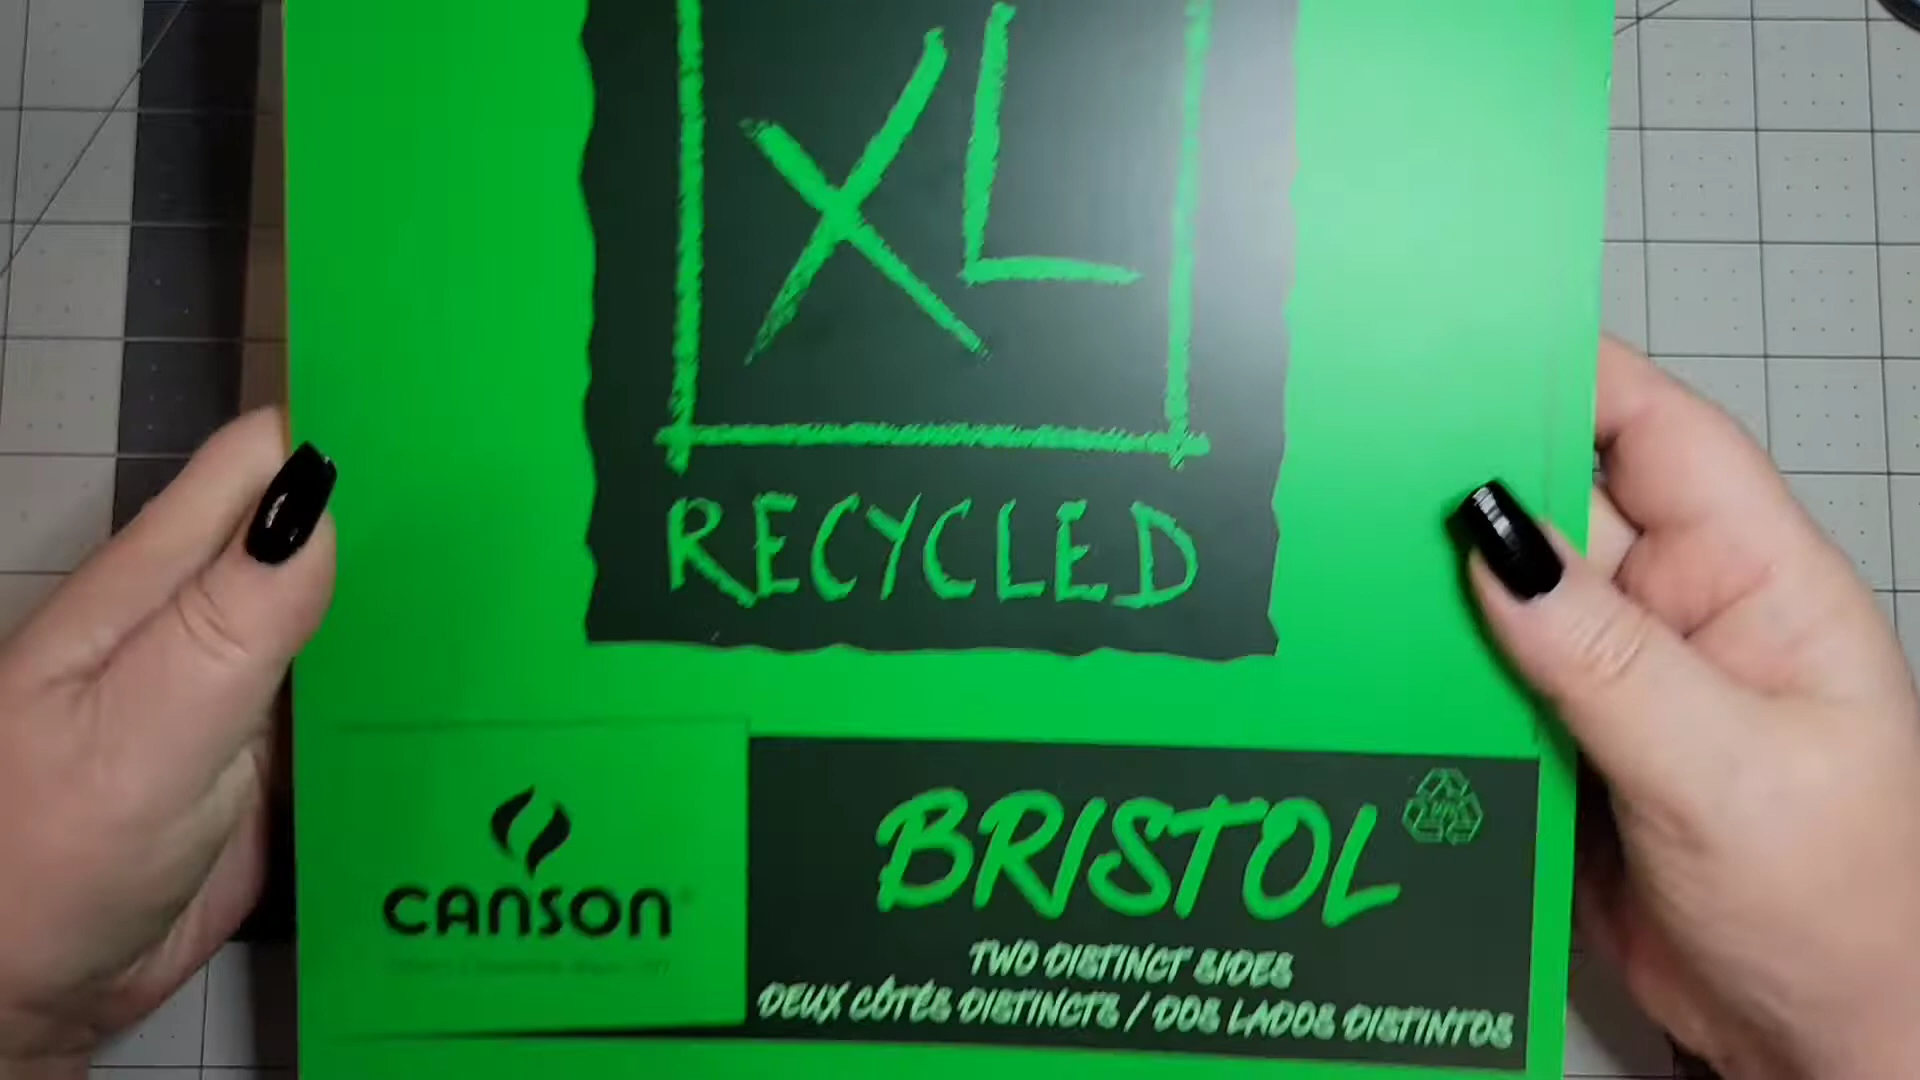 XL
RECYCLED
CANSON
BRISTOL
TWO DISTINCT SIDES
DEUX CÔTÉS DISTINCTS / DOS LADOS DISTINTOS